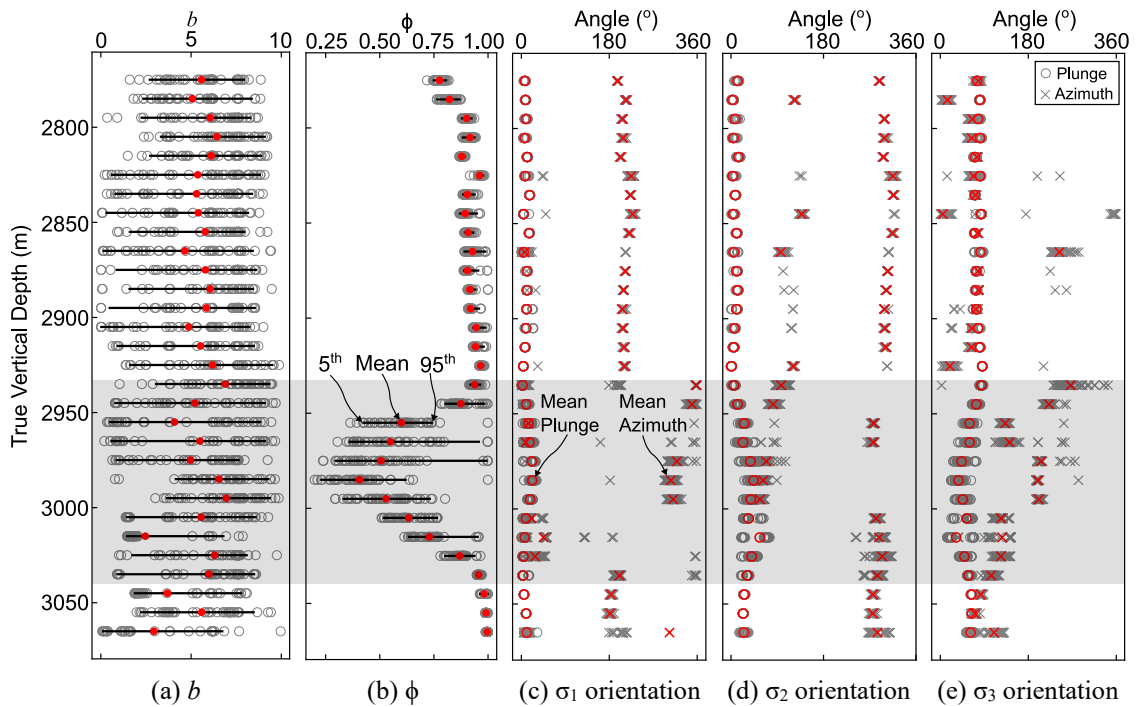 b
ϕ
Angle (°)
Angle (°)
Angle (°)
0 5 10
0.25 0.50 0.75 1.00
0 180 360
0 180 360
0 180 360
Plunge
Azimuth
True Vertical Depth (m)
2800
2850
2900
2950
3000
3050
5th Mean 95th
Mean Plunge
Mean Azimuth
(a) b
(b) ϕ
(c) σ1 orientation
(d) σ2 orientation
(e) σ3 orientation